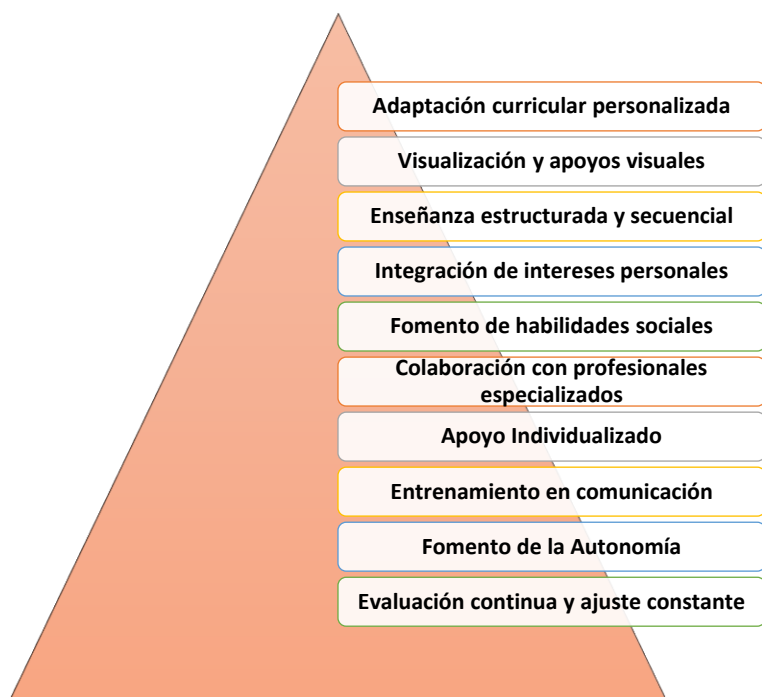 Adaptación curricular personalizada
Visualización y apoyos visuales
Enseñanza estructurada y secuencial
Integración de intereses personales
Fomento de habilidades sociales
Colaboración con profesionales
especializados
Apoyo Individualizado
Entrenamiento en comunicación
Fomento de la Autonomía
Evaluación continua y ajuste constante